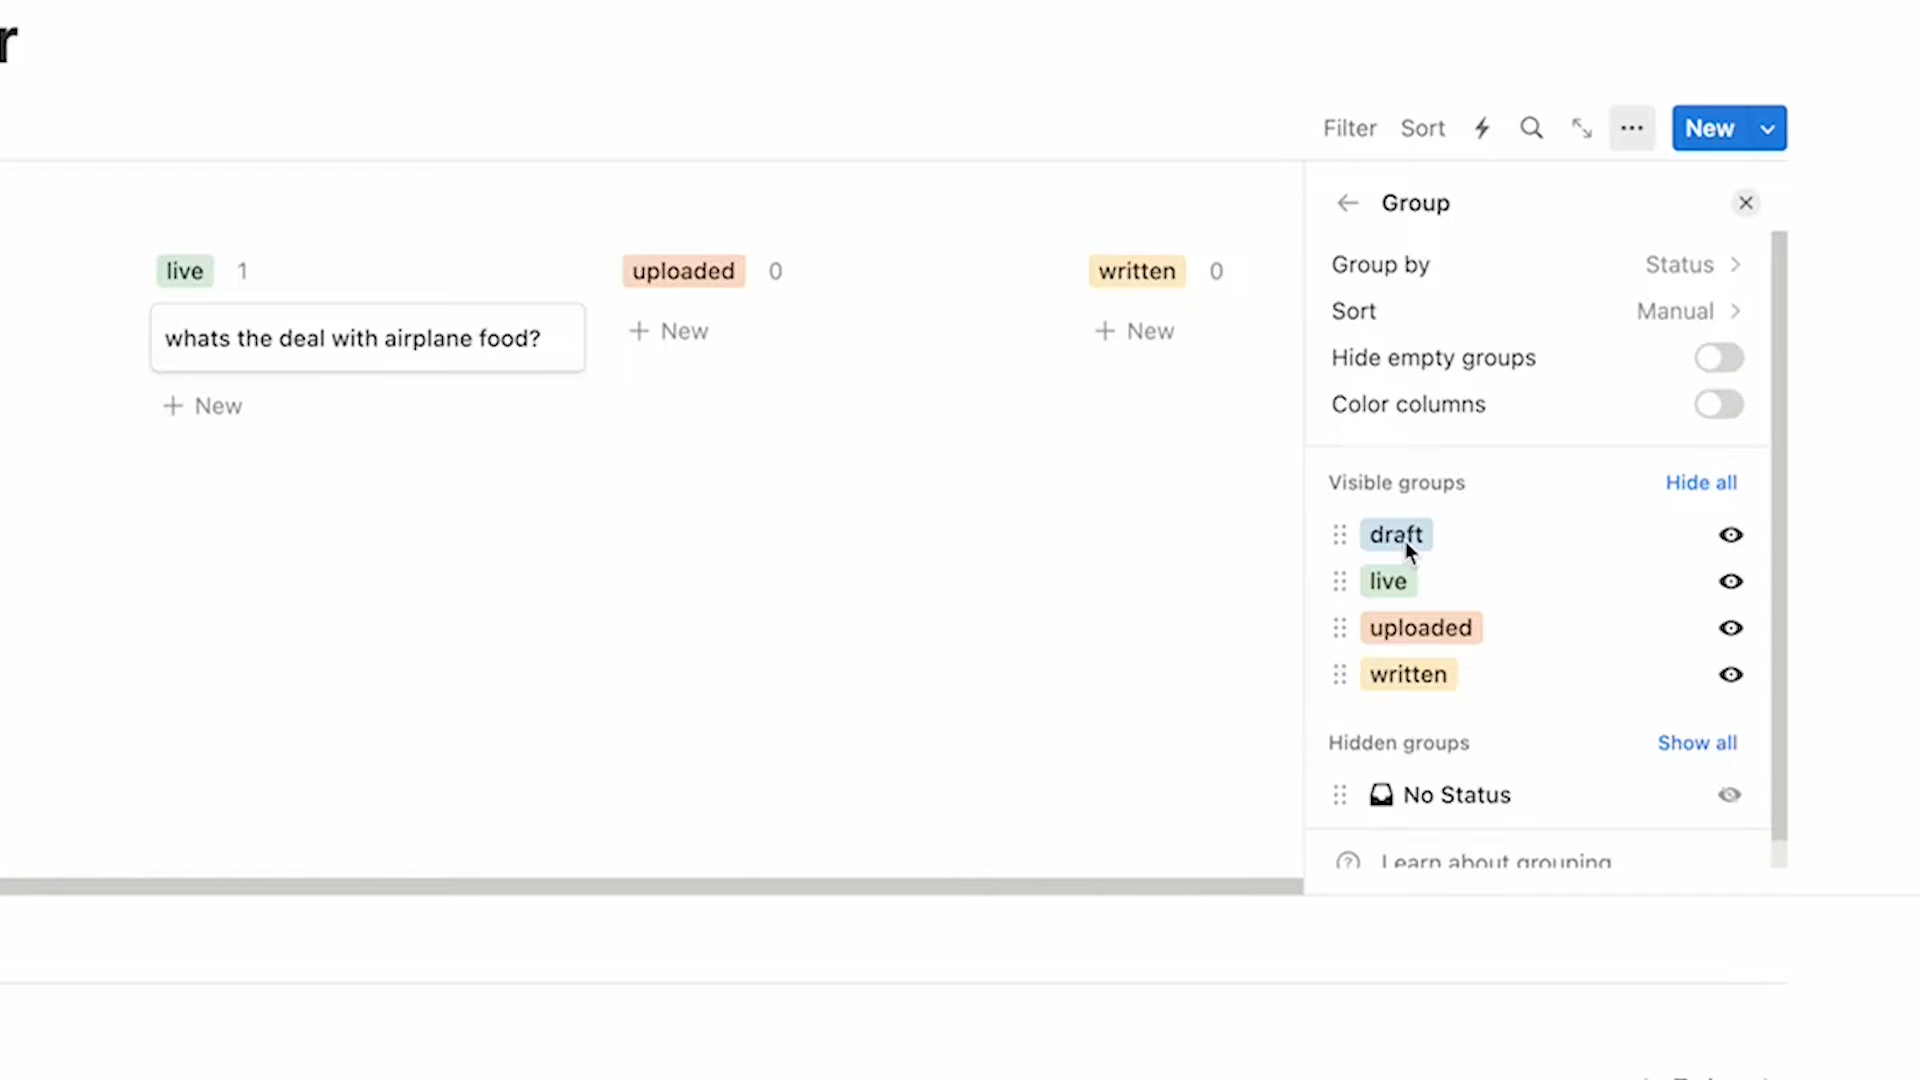 r
Filter Sort New
Group
live 1
uploaded 0
written 0
whats the deal with airplane food?
+ New
+ New
+ New
Group by Status
Sort Manual
Hide empty groups
Color columns
Visible groups Hide all
draft
live
uploaded
written
Hidden groups Show all
No Status
Learn about grouping